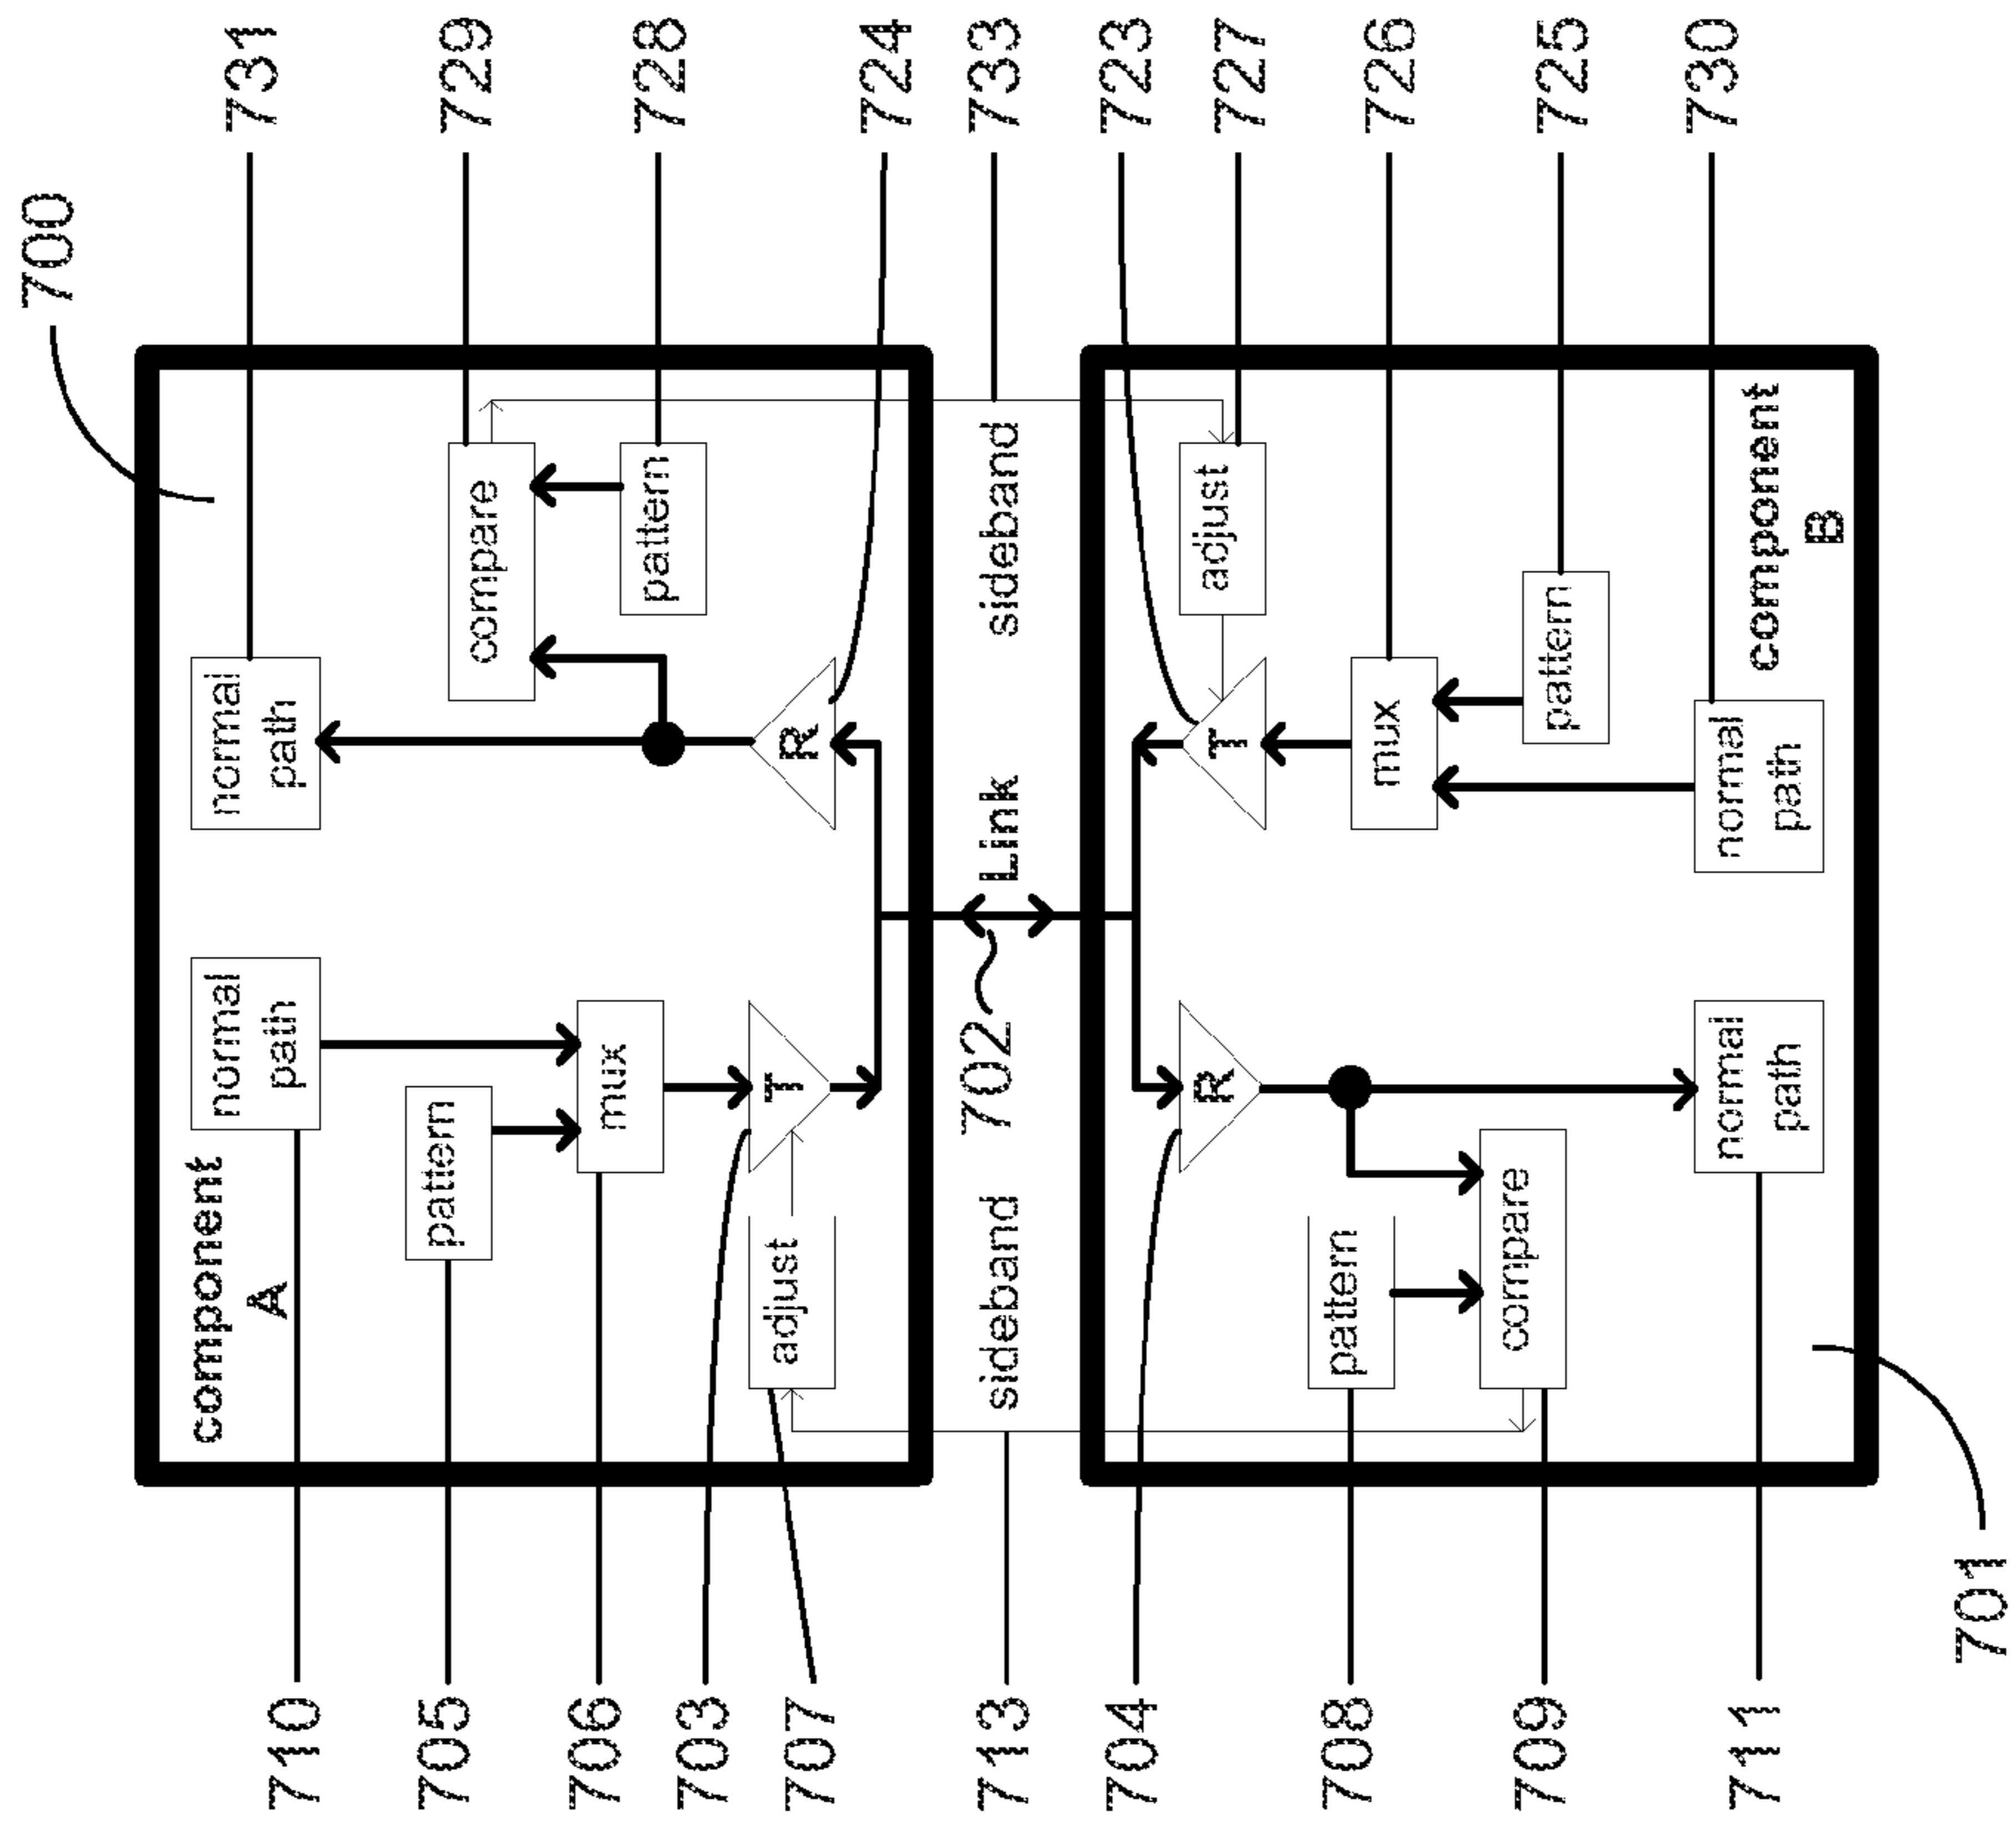 710
705
706
703
707
713
704
708
709
711
701
component
A
normal
path
pattern
mux
T
adjust
sideband
702
Link
sideband
R
pattern
compare
normal
path
normal
path
compare
pattern
R
adjust
T
mux
pattern
normal
path
component
B
700
731
729
728
724
733
723
727
726
725
730